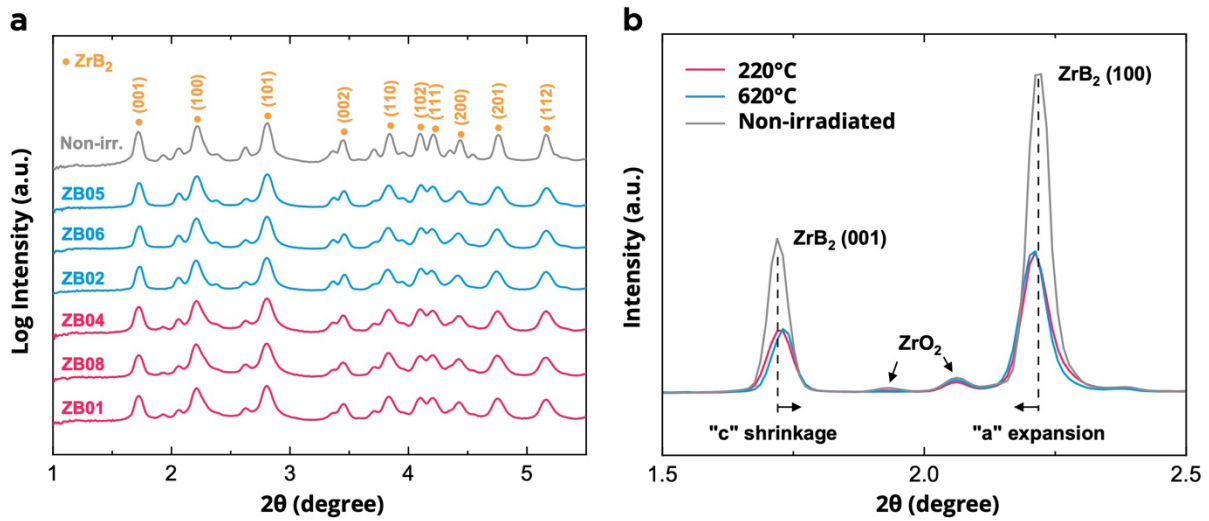 a
ZrB2
(001)
(100)
(101)
(002)
(110)
(102)
(111)
(200)
(201)
(112)
Non-irr.
ZB05
ZB06
ZB02
ZB04
ZB08
ZB01
Log Intensity (a.u.)
1 2 3 4 5
2θ (degree)
b
220°C
620°C
Non-irradiated
ZrB2 (100)
ZrB2 (001)
ZrO2
"c" shrinkage
"a" expansion
Intensity (a.u.)
1.5 2.0 2.5
2θ (degree)